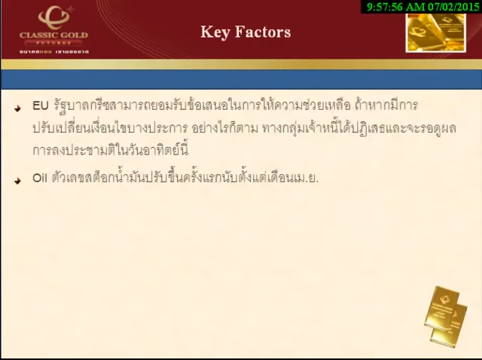 9:57:56 AM 07/02/2015
CLASSIC GOLD
FUTURES
Key Factors
EU รัฐบาลกรีซสามารถยอมรับข้อเสนอในการให้ความช่วยเหลือ ถ้าหากมีการ
ปรับเปลี่ยนเงื่อนไขบางประการ อย่างไรก็ตาม ทางกลุ่มเจ้าหนี้ได้ปฏิเสธและจะรอดูผล
การลงประชามติในวันอาทิตย์นี้
Oil ตัวเลขสต๊อกน้ำมันปรับขึ้นครั้งแรกนับตั้งแต่เดือนเม.ย.